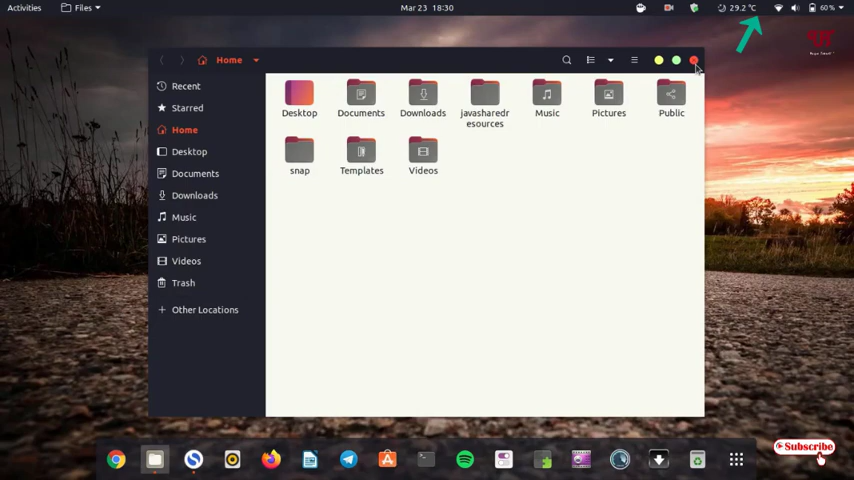 Activities
Files
Mar 23 18:30
29.2 °C
60%
Home
Recent
Starred
Home
Desktop
Documents
Downloads
Music
Pictures
Videos
Trash
+ Other Locations
Desktop
Documents
Downloads
javasharedr
esources
Music
Pictures
Public
snap
Templates
Videos
Subscribe